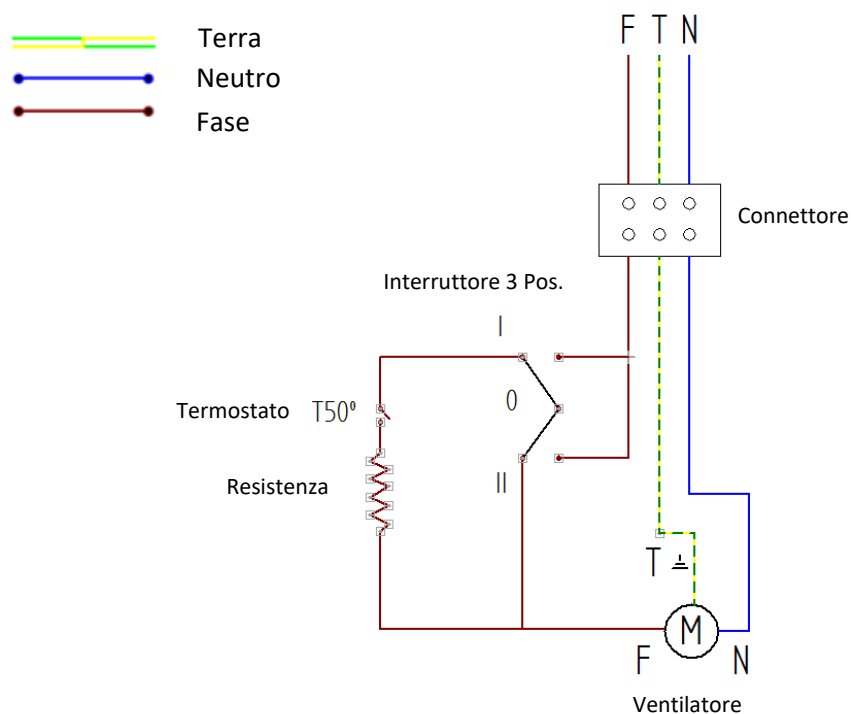 Terra
Neutro
Fase
F T N
Connettore
Interruttore 3 Pos.
I
0
Termostato T50°
II
Resistenza
T
M
F
N
Ventilatore